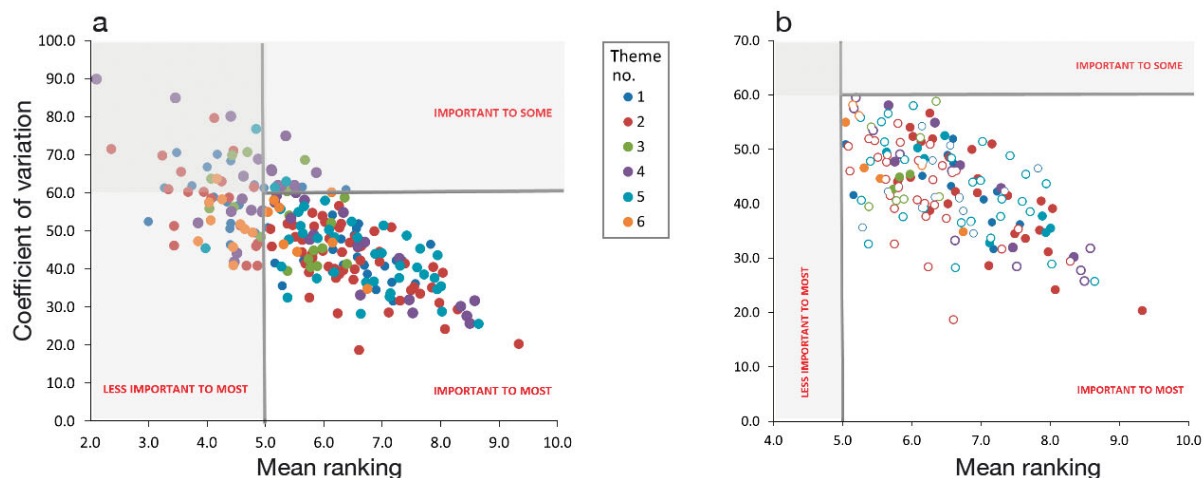 a
Coefficient of variation
100.0
90.0
80.0
70.0
60.0
50.0
40.0
30.0
20.0
10.0
0.0
IMPORTANT TO SOME
LESS IMPORTANT TO MOST
IMPORTANT TO MOST
2.0 3.0 4.0 5.0 6.0 7.0 8.0 9.0 10.0
Mean ranking
Theme
no.
1
2
3
4
5
6
b
70.0
60.0
50.0
40.0
30.0
20.0
10.0
0.0
IMPORTANT TO SOME
LESS IMPORTANT TO MOST
IMPORTANT TO MOST
4.0 5.0 6.0 7.0 8.0 9.0 10.0
Mean ranking